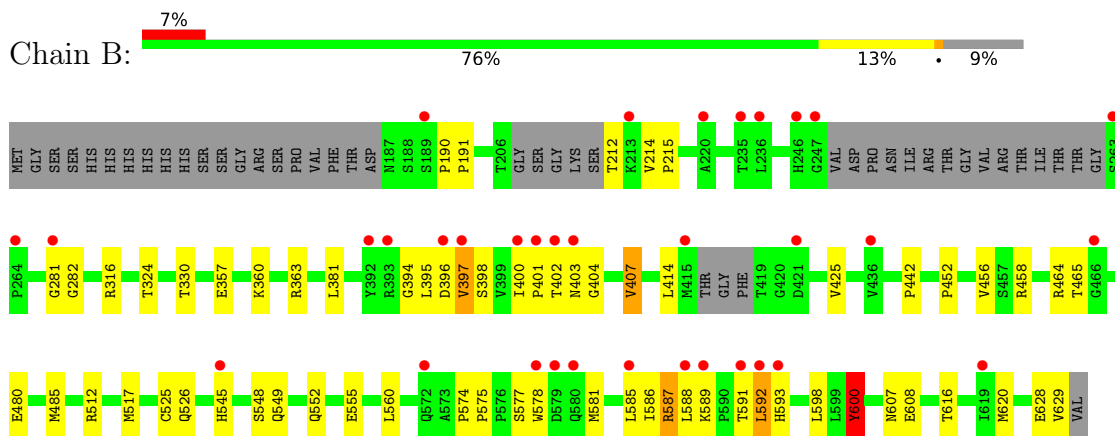 7%
Chain B:
76% 13% • 9%
MET GLY SER SER HIS HIS HIS HIS HIS HIS SER SER GLY ARG SER PRO VAL PHE THR ASP N187 S188 S189 P190 P191 T206 GLY SER GLY LYS SER T212 K213 V214 P215 A220 T235 L236 H246 G247 VAL ASP PRO ASN ILE ARG THR GLY VAL ARG THR ILE THR THR GLY S263
P264 G281 G282 R316 T324 T330 E357 K360 R363 L381 Y392 R393 G394 L395 D396 V397 S398 V399 I400 P401 T402 N403 G404 V407 L414 M415 THR GLY PHE T419 G420 D421 V425 V436 P442 P452 V456 S457 R458 R464 T465 G466
E480 M485 R512 M517 C525 Q526 H545 S548 Q549 Q552 E555 L560 Q572 A573 P574 P575 P576 S577 W578 D579 Q580 M581 L585 I586 R587 L588 K589 P590 T591 L592 H593 L598 L599 Y600 N607 E608 T616 I619 M620 E628 V629 VAL